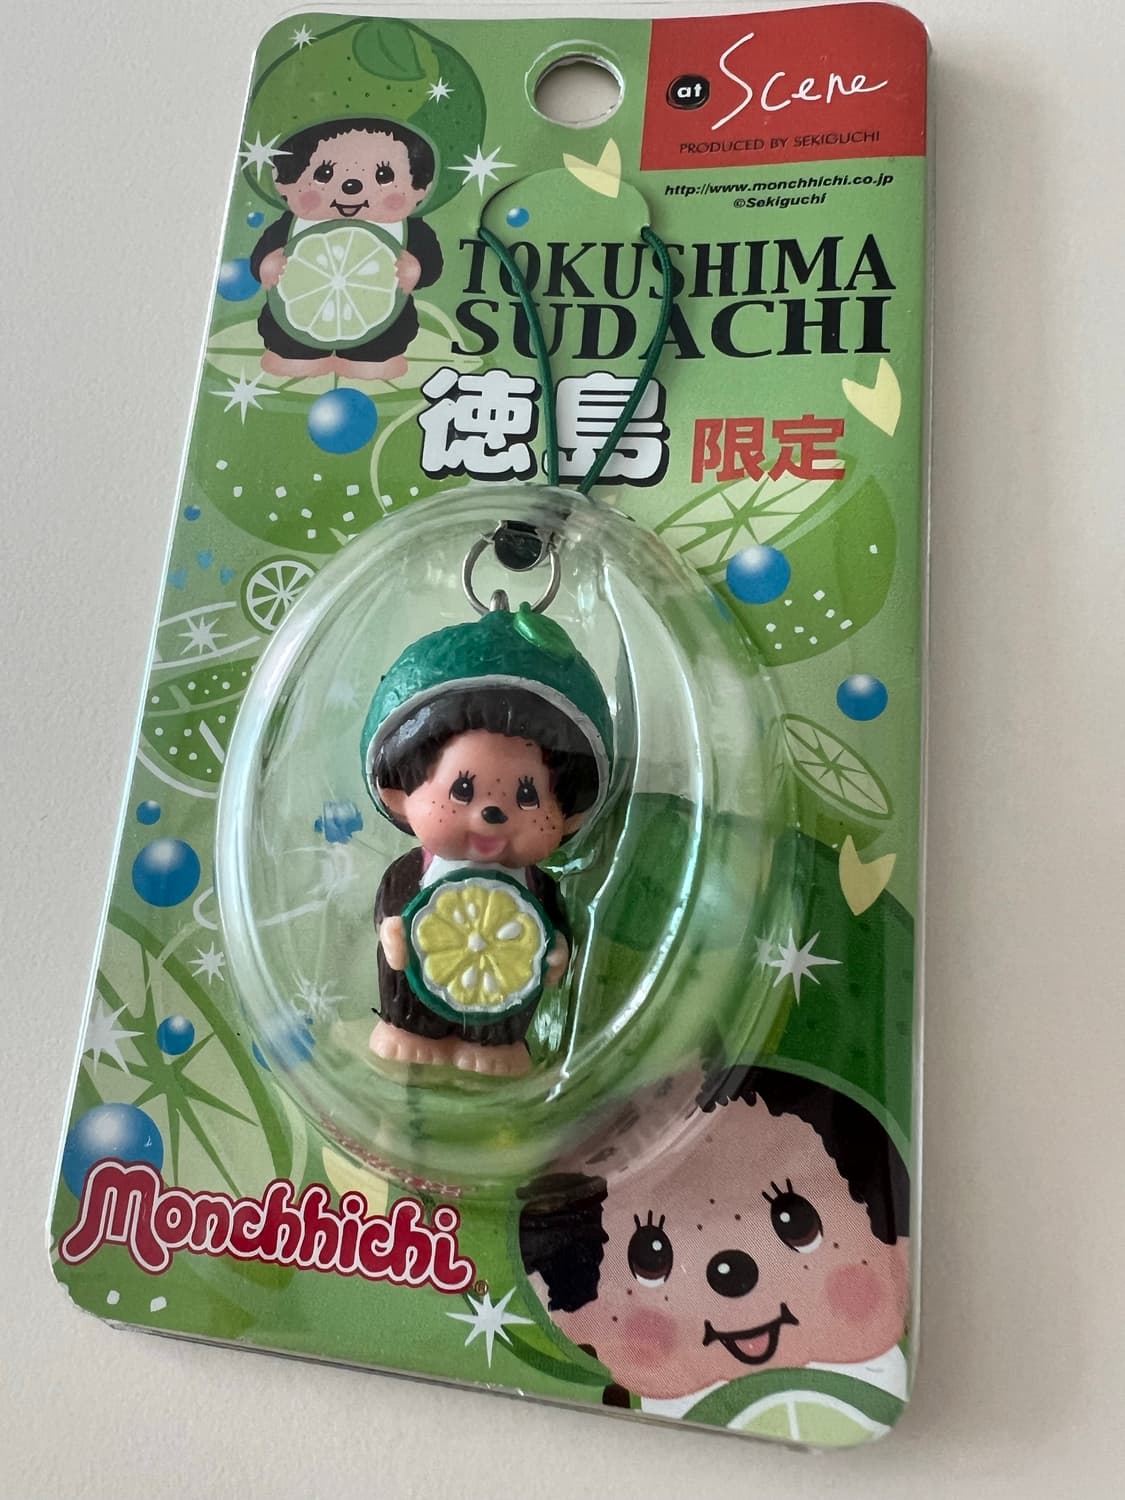 at Scene
PRODUCED BY SEKIGUCHI
http://www.monchhichi.co.jp
©Sekiguchi
TOKUSHIMA
SUDACHI
徳島 限定
Monchhichi®